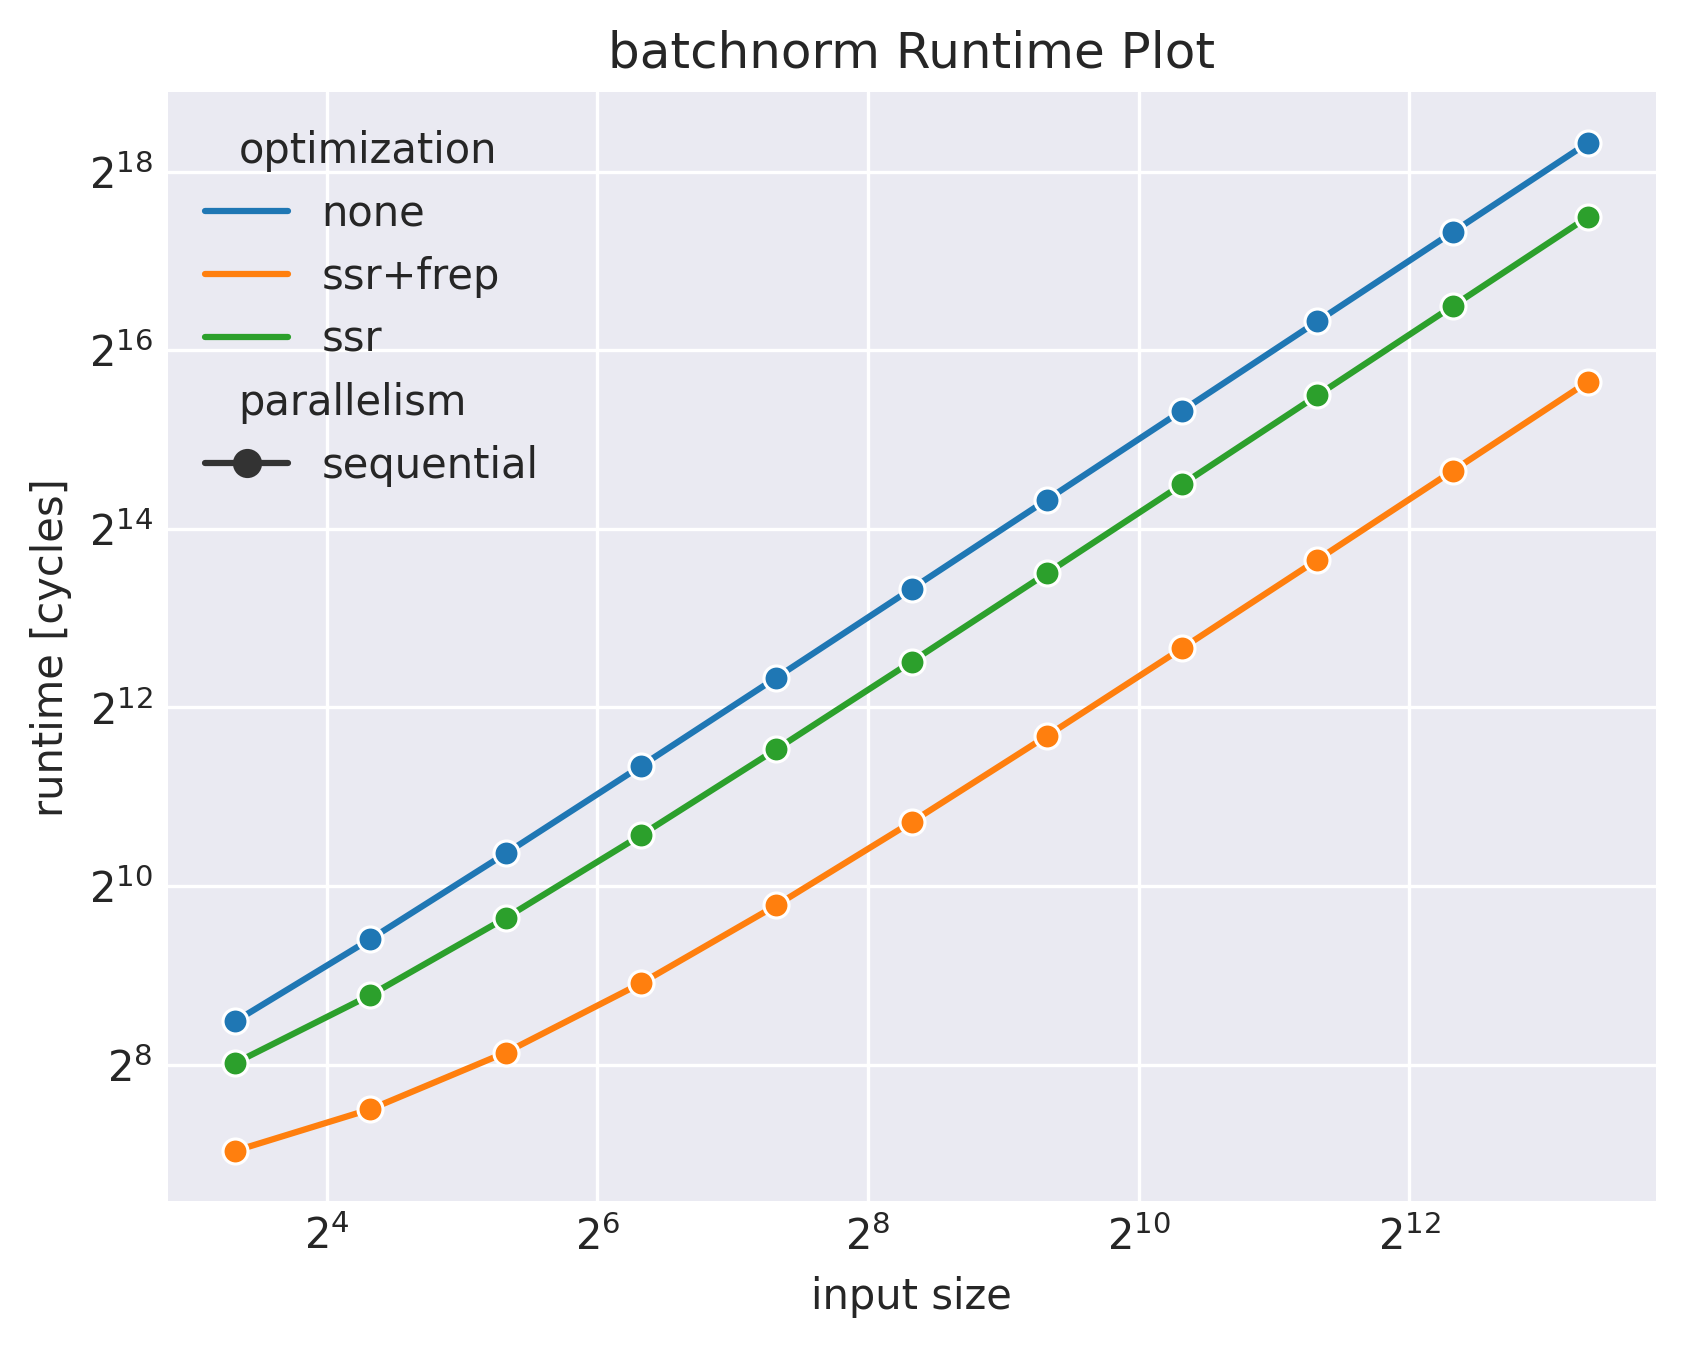 batchnorm Runtime Plot
optimization
none
ssr+frep
ssr
parallelism
sequential
runtime [cycles]
2^18
2^16
2^14
2^12
2^10
2^8
2^4 2^6 2^8 2^10 2^12
input size